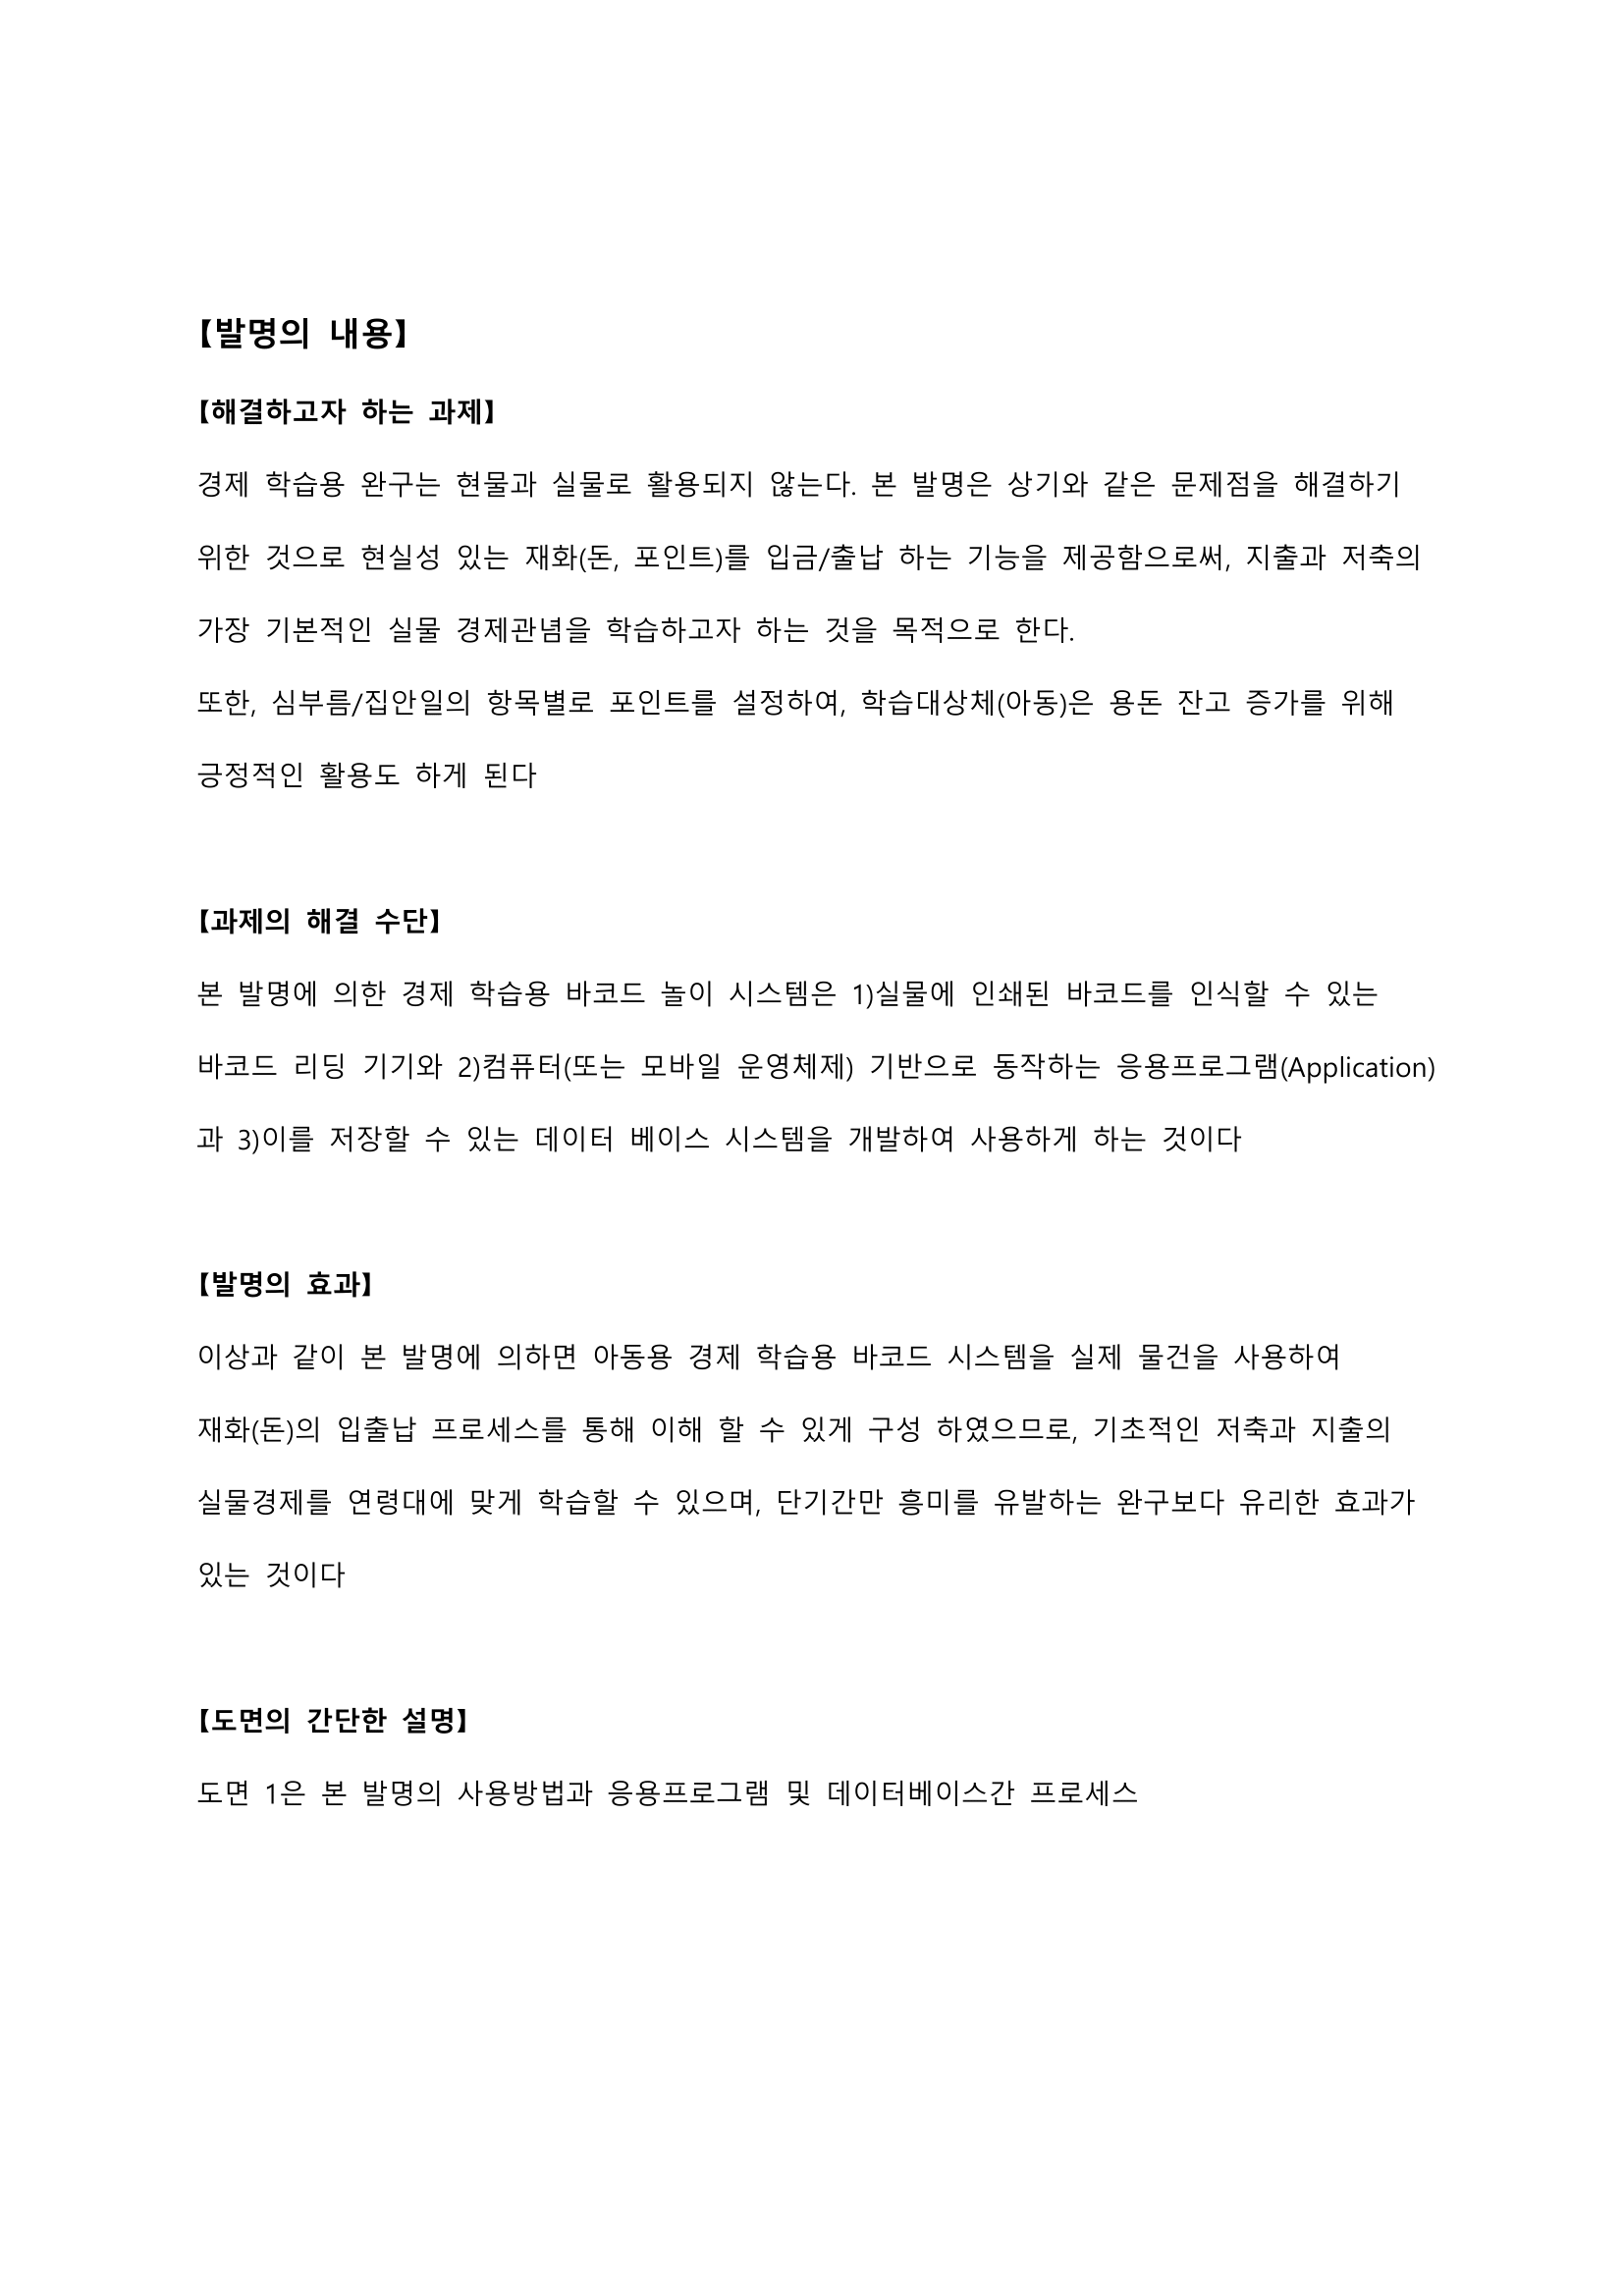 【발명의 내용】
【해결하고자 하는 과제】
경제 학습용 완구는 현물과 실물로 활용되지 않는다. 본 발명은 상기와 같은 문제점을 해결하기
위한 것으로 현실성 있는 재화(돈, 포인트)를 입금/출납 하는 기능을 제공함으로써, 지출과 저축의
가장 기본적인 실물 경제관념을 학습하고자 하는 것을 목적으로 한다.
또한, 심부름/집안일의 항목별로 포인트를 설정하여, 학습대상체(아동)은 용돈 잔고 증가를 위해
긍정적인 활용도 하게 된다
【과제의 해결 수단】
본 발명에 의한 경제 학습용 바코드 놀이 시스템은 1)실물에 인쇄된 바코드를 인식할 수 있는
바코드 리딩 기기와 2)컴퓨터(또는 모바일 운영체제) 기반으로 동작하는 응용프로그램(Application)
과 3)이를 저장할 수 있는 데이터 베이스 시스템을 개발하여 사용하게 하는 것이다
【발명의 효과】
이상과 같이 본 발명에 의하면 아동용 경제 학습용 바코드 시스템을 실제 물건을 사용하여
재화(돈)의 입출납 프로세스를 통해 이해 할 수 있게 구성 하였으므로, 기초적인 저축과 지출의
실물경제를 연령대에 맞게 학습할 수 있으며, 단기간만 흥미를 유발하는 완구보다 유리한 효과가
있는 것이다
【도면의 간단한 설명】
도면 1은 본 발명의 사용방법과 응용프로그램 및 데이터베이스간 프로세스